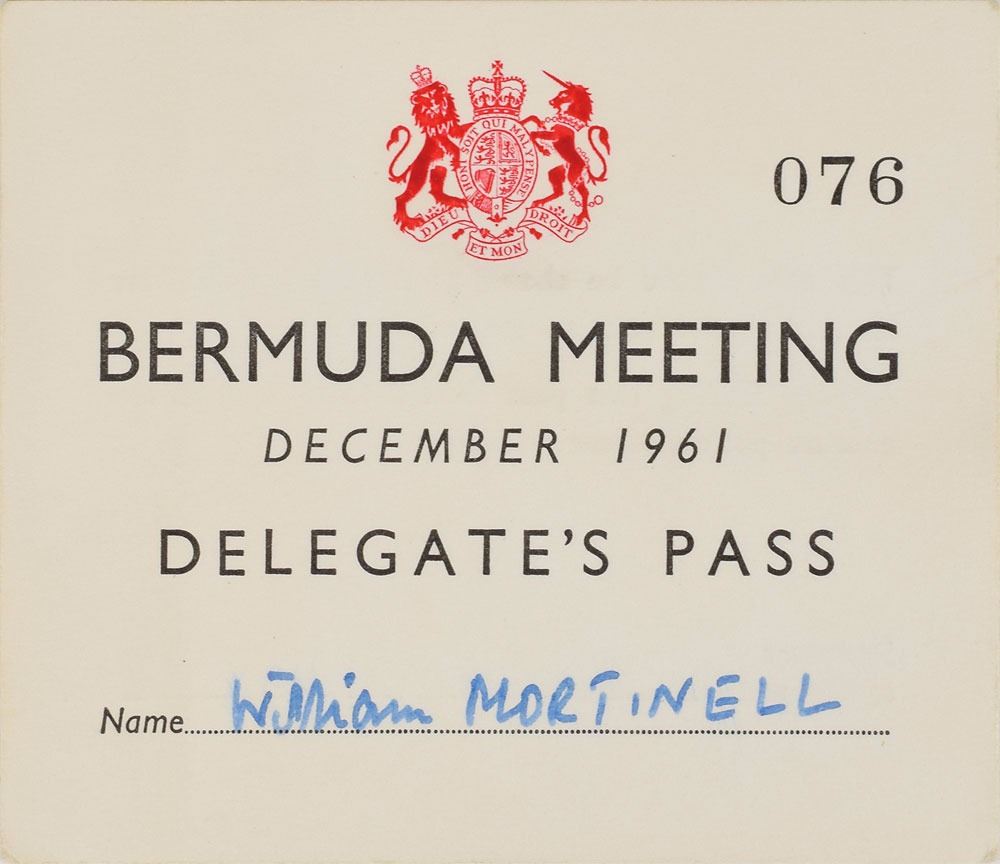 HONI SOIT QUI MAL Y PENSE
DIEU ET MON DROIT
076
BERMUDA MEETING
DECEMBER 1961
DELEGATE'S PASS
Name William MORTINELL